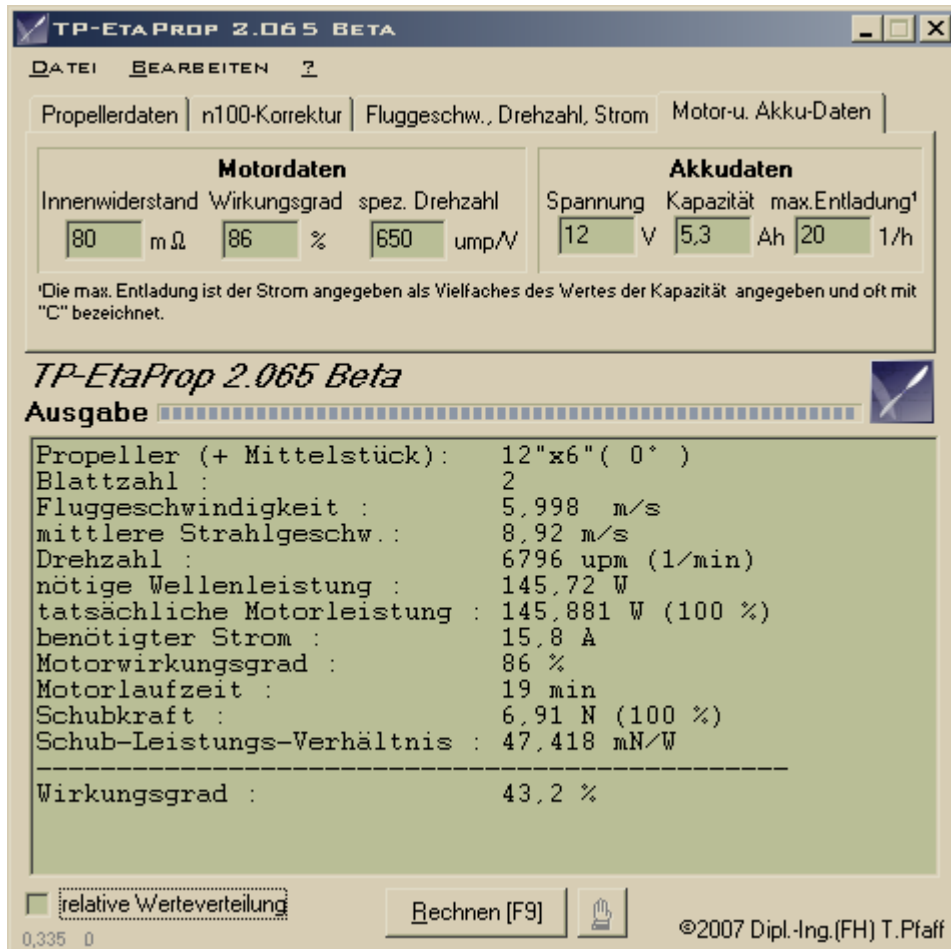 TP-EtaProp 2.065 Beta
Datei Bearbeiten ?
Propellerdaten n100-Korrektur Fluggeschw., Drehzahl, Strom Motor-u. Akku-Daten
Motordaten Akkudaten
Innenwiderstand Wirkungsgrad spez. Drehzahl Spannung Kapazität max.Entladung¹
80 mΩ 86 % 650 ump/V 12 V 5,3 Ah 20 1/h
¹Die max. Entladung ist der Strom angegeben als Vielfaches des Wertes der Kapazität angegeben und oft mit
"C" bezeichnet.
TP-EtaProp 2.065 Beta
Ausgabe
Propeller (+ Mittelstück): 12"x6"( 0° )
Blattzahl : 2
Fluggeschwindigkeit : 5,998 m/s
mittlere Strahlgeschw.: 8,92 m/s
Drehzahl : 6796 upm (1/min)
nötige Wellenleistung : 145,72 W
tatsächliche Motorleistung : 145,881 W (100 %)
benötigter Strom : 15,8 A
Motorwirkungsgrad : 86 %
Motorlaufzeit : 19 min
Schubkraft : 6,91 N (100 %)
Schub-Leistungs-Verhältnis : 47,418 mN/W
-----------------------------------------------
Wirkungsgrad : 43,2 %
relative Werteverteilung
Rechnen [F9]
0,335 0
©2007 Dipl.-Ing.(FH) T.Pfaff